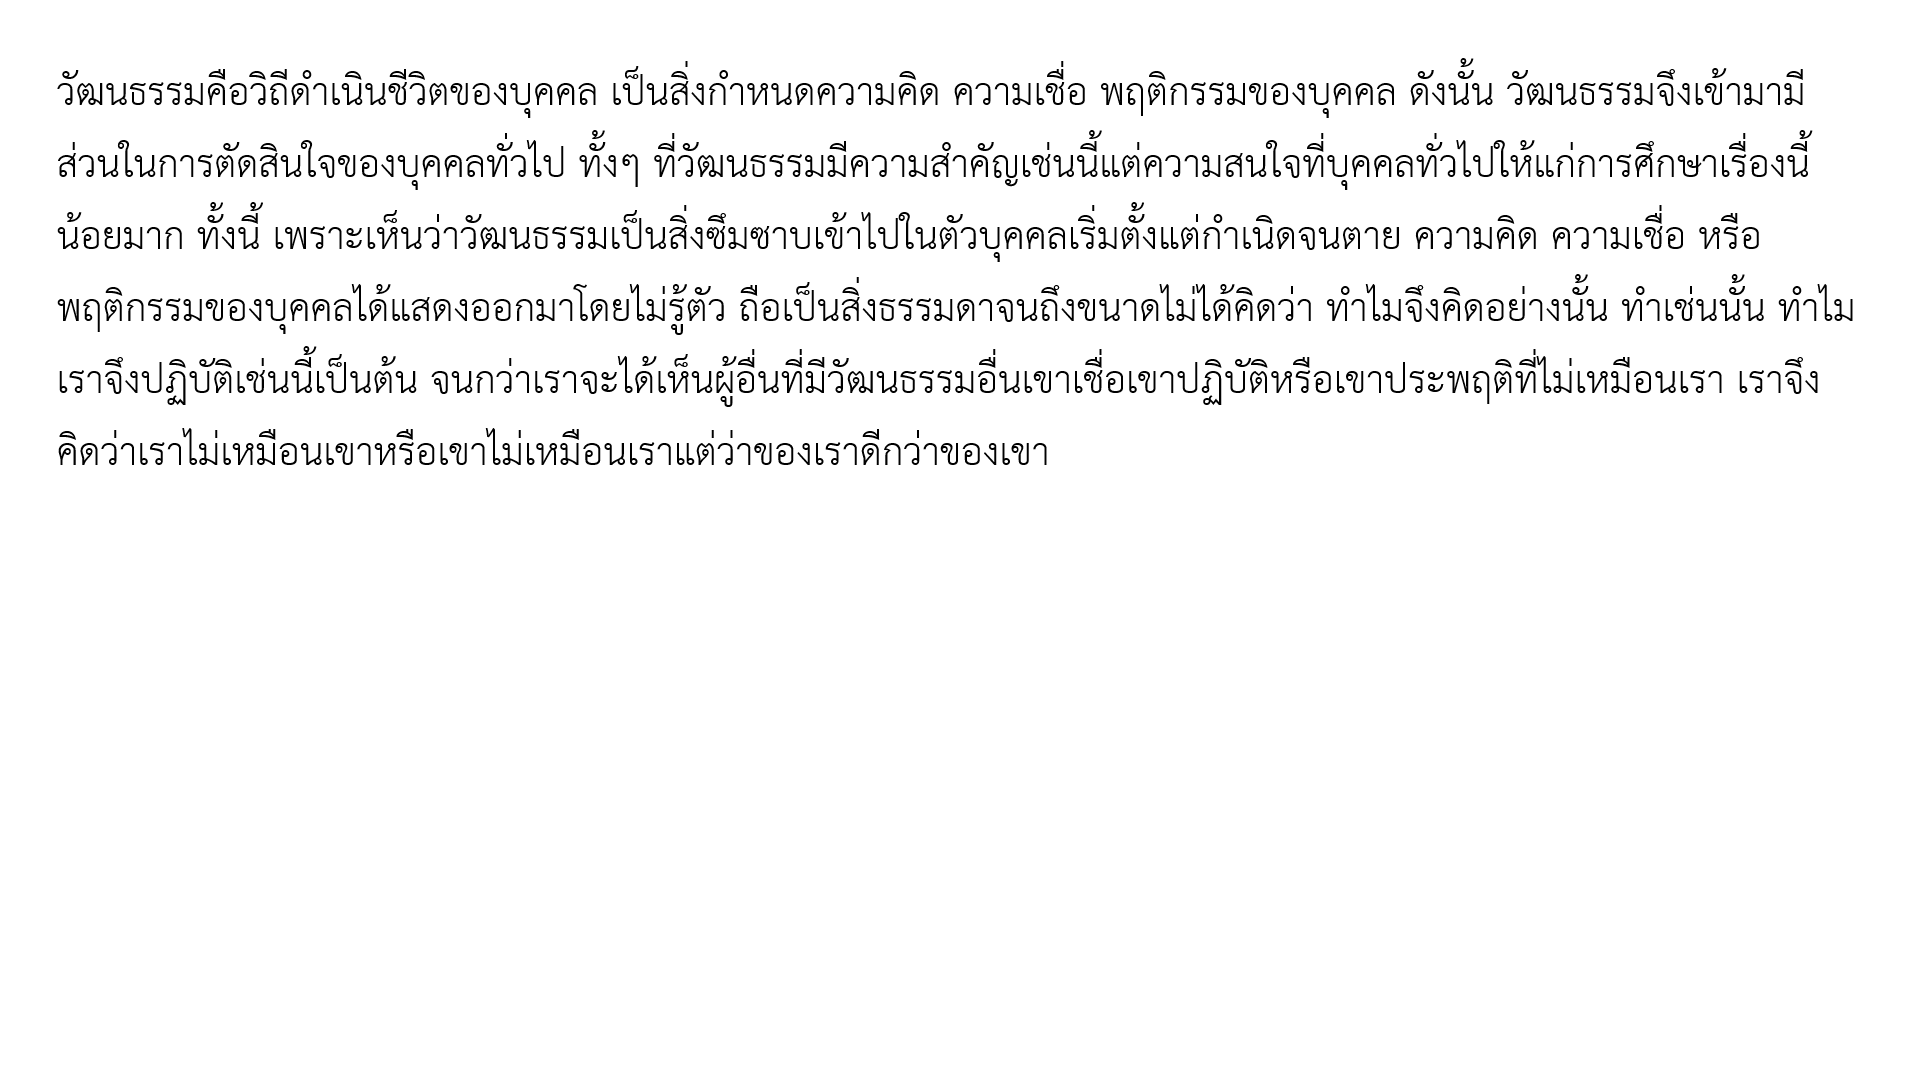 วัฒนธรรมคือวิถีดำเนินชีวิตของบุคคล เป็นสิ่งกำหนดความคิด ความเชื่อ พฤติกรรมของบุคคล ดังนั้น วัฒนธรรมจึงเข้ามามี
ส่วนในการตัดสินใจของบุคคลทั่วไป ทั้งๆ ที่วัฒนธรรมมีความสำคัญเช่นนี้แต่ความสนใจที่บุคคลทั่วไปให้แก่การศึกษาเรื่องนี้
น้อยมาก ทั้งนี้ เพราะเห็นว่าวัฒนธรรมเป็นสิ่งซึมซาบเข้าไปในตัวบุคคลเริ่มตั้งแต่กำเนิดจนตาย ความคิด ความเชื่อ หรือ
พฤติกรรมของบุคคลได้แสดงออกมาโดยไม่รู้ตัว ถือเป็นสิ่งธรรมดาจนถึงขนาดไม่ได้คิดว่า ทำไมจึงคิดอย่างนั้น ทำเช่นนั้น ทำไม
เราจึงปฏิบัติเช่นนี้เป็นต้น จนกว่าเราจะได้เห็นผู้อื่นที่มีวัฒนธรรมอื่นเขาเชื่อเขาปฏิบัติหรือเขาประพฤติที่ไม่เหมือนเรา เราจึง
คิดว่าเราไม่เหมือนเขาหรือเขาไม่เหมือนเราแต่ว่าของเราดีกว่าของเขา